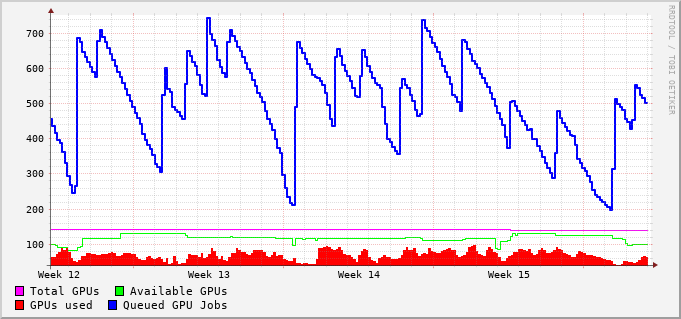 700
600
500
400
300
200
100
Week 12 Week 13 Week 14 Week 15
Total GPUs Available GPUs
GPUs used Queued GPU Jobs
RRDTOOL / TOBI OETIKER